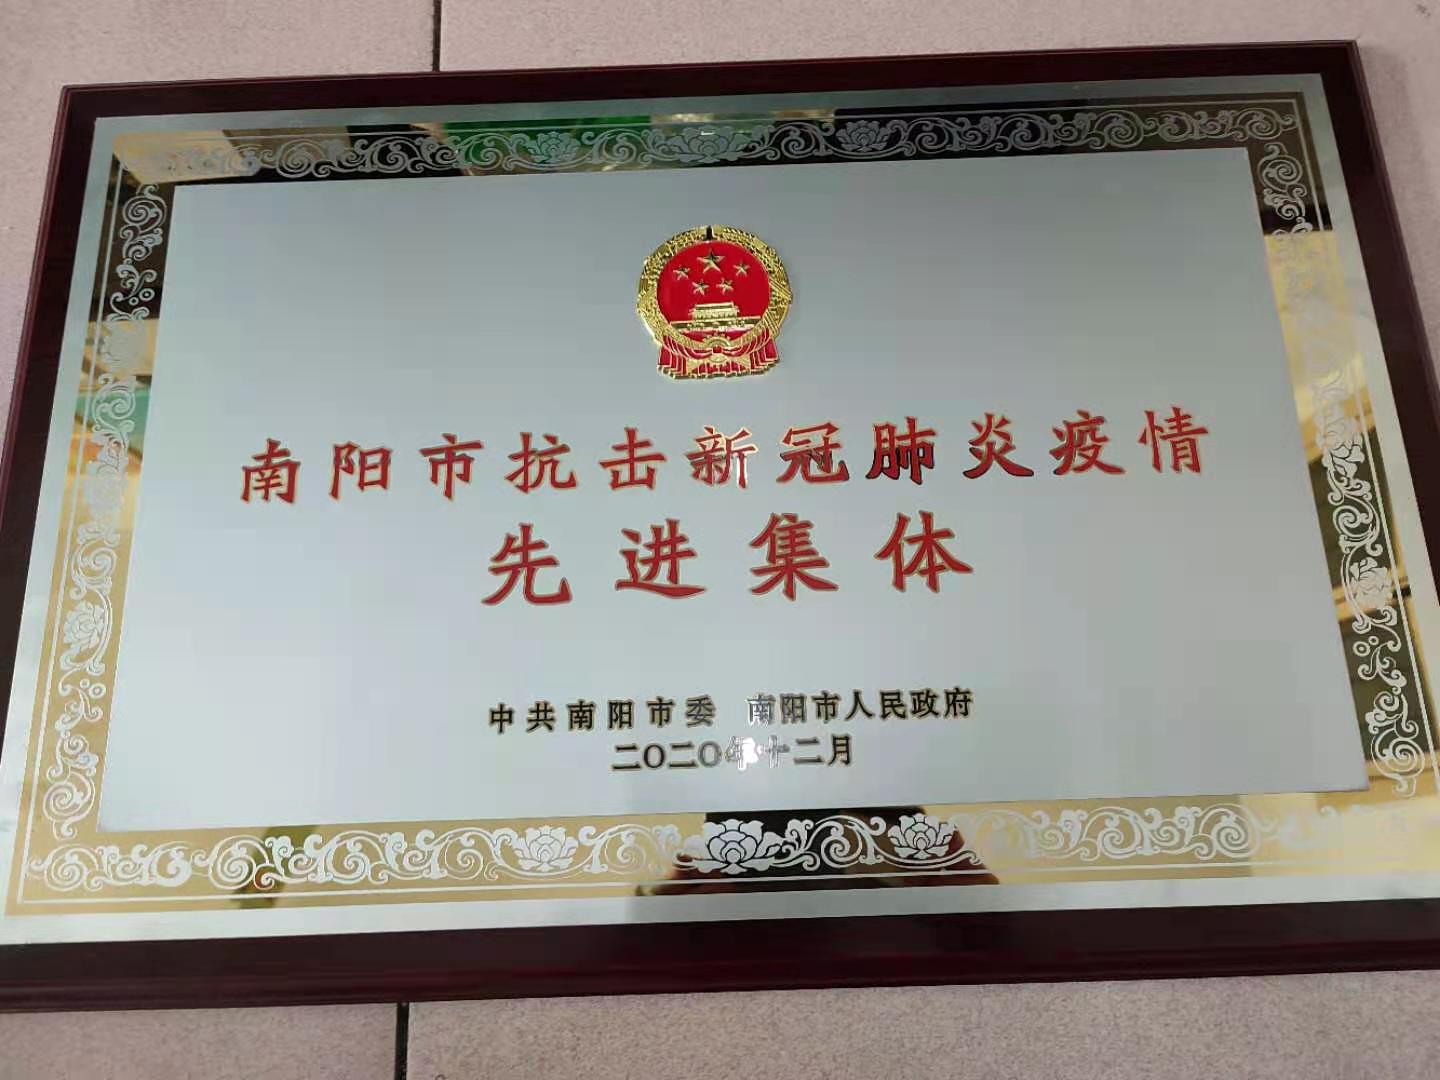 南阳市抗击新冠肺炎疫情
先进集体
中共南阳市委 南阳市人民政府
二〇二〇年十二月